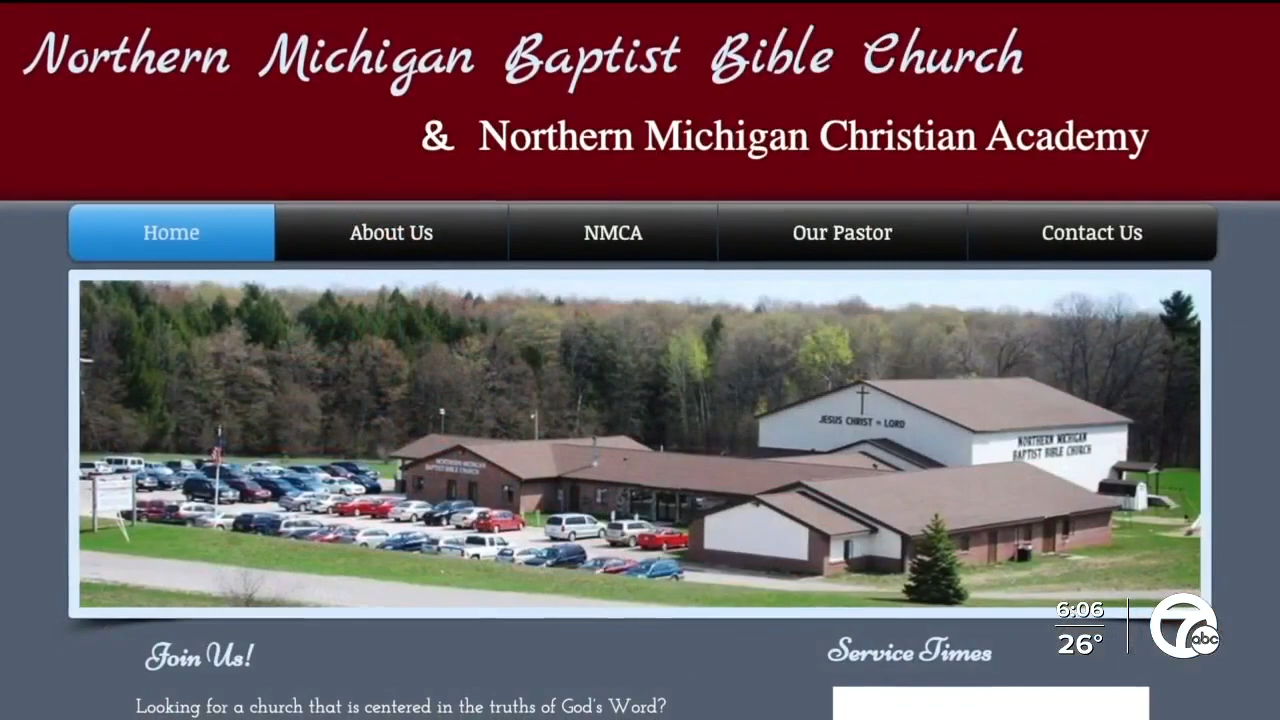 Northern Michigan Baptist Bible Church
& Northern Michigan Christian Academy
Home About Us NMCA Our Pastor Contact Us
JESUS CHRIST = LORD
NORTHERN MICHIGAN
BAPTIST BIBLE CHURCH
NORTHERN MICHIGAN
BAPTIST BIBLE CHURCH
6:06
26°
7 abc
Join Us!
Service Times
Looking for a church that is centered in the truths of God's Word?